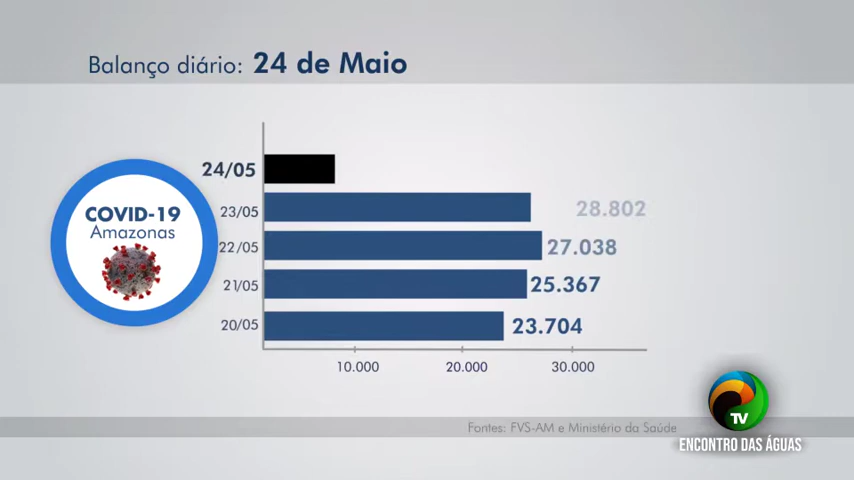 Balanço diário: 24 de Maio
COVID-19
Amazonas
24/05
23/05 28.802
22/05 27.038
21/05 25.367
20/05 23.704
10.000 20.000 30.000
Fontes: FVS-AM e Ministério da Saúde
TV
ENCONTRO DAS ÁGUAS